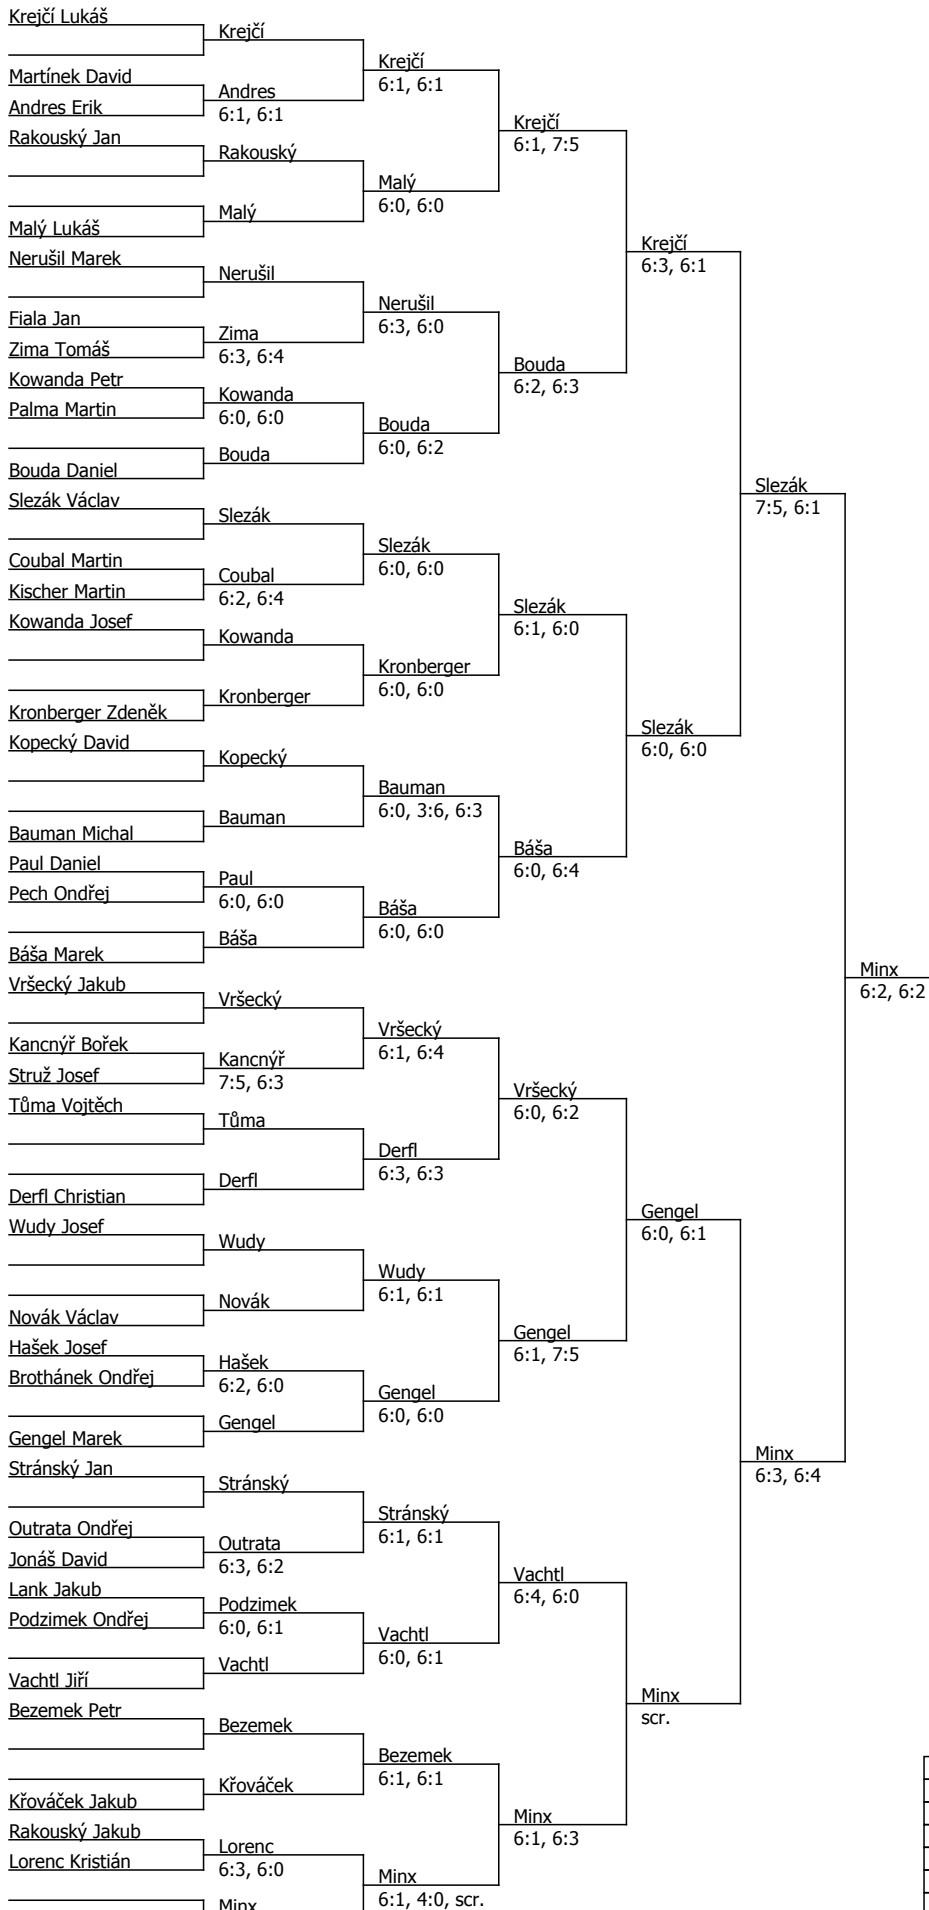 Krejčí Lukáš
Krejčí
Krejčí
6:1, 6:1
Martínek David
Andres Erik
Andres
6:1, 6:1
Krejčí
6:1, 7:5
Rakouský Jan
Rakouský
Malý
6:0, 6:0
Malý
Malý Lukáš
Krejčí
6:3, 6:1
Nerušil Marek
Nerušil
Nerušil
6:3, 6:0
Fiala Jan
Zima Tomáš
Zima
6:3, 6:4
Bouda
6:2, 6:3
Kowanda Petr
Palma Martin
Kowanda
6:0, 6:0
Bouda
6:0, 6:2
Bouda
Bouda Daniel
Slezák
7:5, 6:1
Slezák Václav
Slezák
Slezák
6:0, 6:0
Coubal Martin
Kischer Martin
Coubal
6:2, 6:4
Slezák
6:1, 6:0
Kowanda Josef
Kowanda
Kronberger
6:0, 6:0
Kronberger
Kronberger Zdeněk
Slezák
6:0, 6:0
Kopecký David
Kopecký
Bauman
6:0, 3:6, 6:3
Bauman
Bauman Michal
Báša
6:0, 6:4
Paul Daniel
Pech Ondřej
Paul
6:0, 6:0
Báša
6:0, 6:0
Báša
Báša Marek
Minx
6:2, 6:2
Vršecký Jakub
Vršecký
Vršecký
6:1, 6:4
Kancnýř Bořek
Struž Josef
Kancnýř
7:5, 6:3
Vršecký
6:0, 6:2
Tůma Vojtěch
Tůma
Derfl
6:3, 6:3
Derfl
Derfl Christian
Gengel
6:0, 6:1
Wudy Josef
Wudy
Wudy
6:1, 6:1
Novák
Novák Václav
Gengel
6:1, 7:5
Hašek Josef
Brothánek Ondřej
Hašek
6:2, 6:0
Gengel
6:0, 6:0
Gengel
Gengel Marek
Minx
6:3, 6:4
Stránský Jan
Stránský
Stránský
6:1, 6:1
Outrata Ondřej
Jonáš David
Outrata
6:3, 6:2
Vachtl
6:4, 6:0
Lank Jakub
Podzimek Ondřej
Podzimek
6:0, 6:1
Vachtl
6:0, 6:1
Vachtl
Vachtl Jiří
Minx
scr.
Bezemek Petr
Bezemek
Bezemek
6:1, 6:1
Křováček
Křováček Jakub
Minx
6:1, 6:3
Rakouský Jakub
Lorenc Kristián
Lorenc
6:3, 6:0
Minx
6:1, 4:0, scr.
Minx